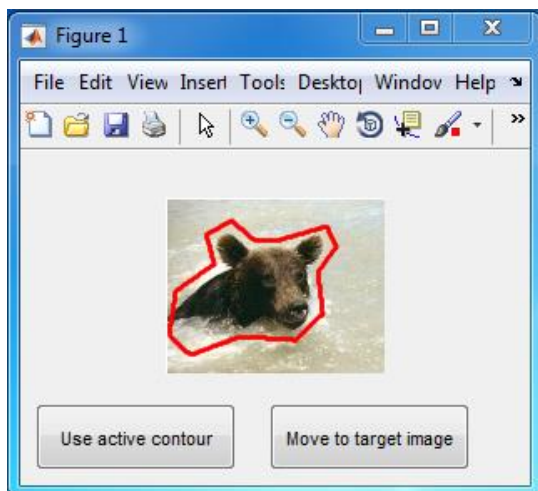 Figure 1
File Edit View Insert Tools Desktop Window Help
Use active contour
Move to target image